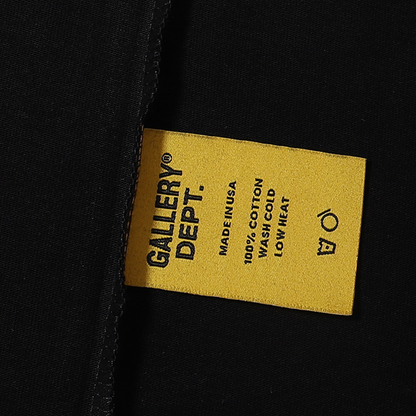 GALLERY®
DEPT.
MADE IN USA
100% COTTON
WASH COLD
LOW HEAT